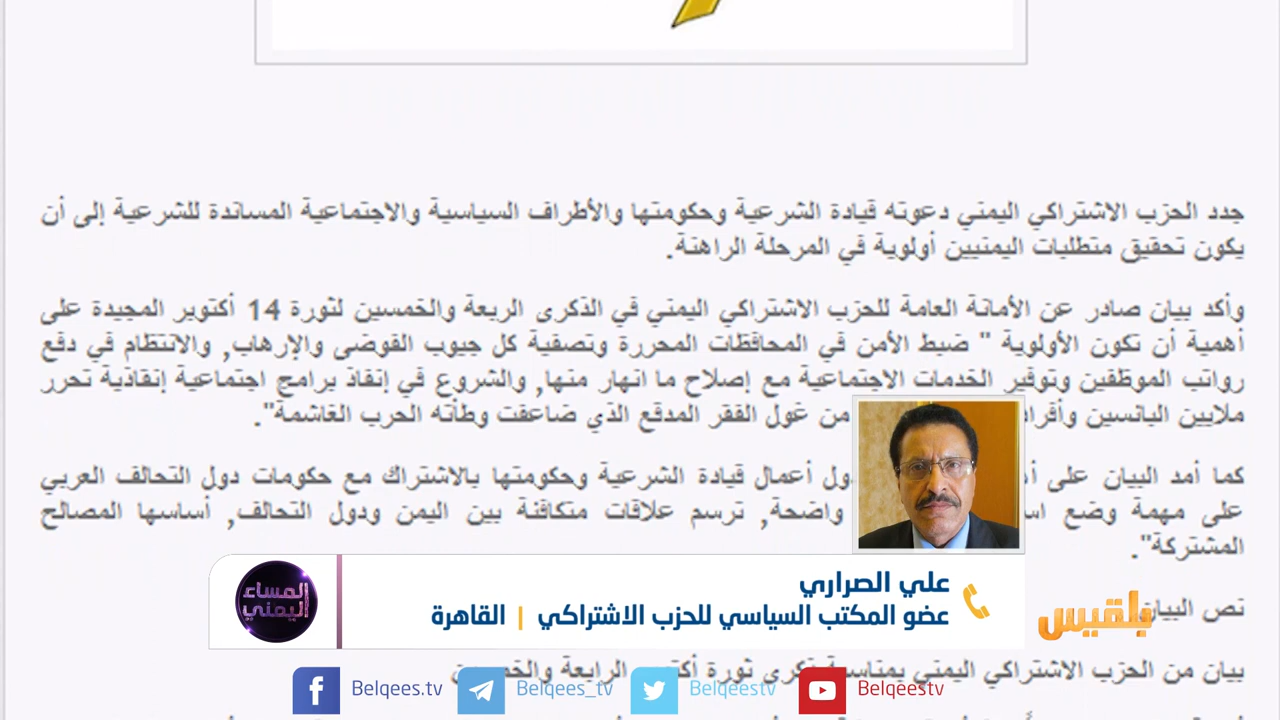 جدد الحزب الاشتراكي اليمني دعوته قيادة الشرعية وحكومتها والأطراف السياسية والاجتماعية المساندة للشرعية إلى أن
يكون تحقيق متطلبات اليمنيين أولوية في المرحلة الراهنة.
وأكد بيان صادر عن الأمانة العامة للحزب الاشتراكي اليمني في الذكرى الربعة والخمسين لثورة 14 أكتوبر المجيدة على
أهمية أن تكون الأولوية " ضبط الأمن في المحافظات المحررة وتصفية كل جيوب الفوضى والإرهاب, والانتظام في دفع
رواتب الموظفين وتوفير الخدمات الاجتماعية مع إصلاح ما انهار منها, والشروع في إنفاذ برامج اجتماعية إنقاذية تحرر
ملايين البائسين من غول الفقر المدقع الذي ضاعفت وطأته الحرب الغاشمة".
كما أمد البيان على أعمال قيادة الشرعية وحكومتها بالاشتراك مع حكومات دول التحالف العربي
على مهمة وضع واضحة, ترسم علاقات متكافئة بين اليمن ودول التحالف, أساسها المصالح
المشتركة".
علي الصراري
عضو المكتب السياسي للحزب الاشتراكي | القاهرة
المساء
اليمني
بلقيس
نص البيان
بيان من الحزب الاشتراكي اليمني بمناسبة ذكرى ثورة الرابعة
Belqees.tv
Belqees_tv
Belqeestv
Belqeestv